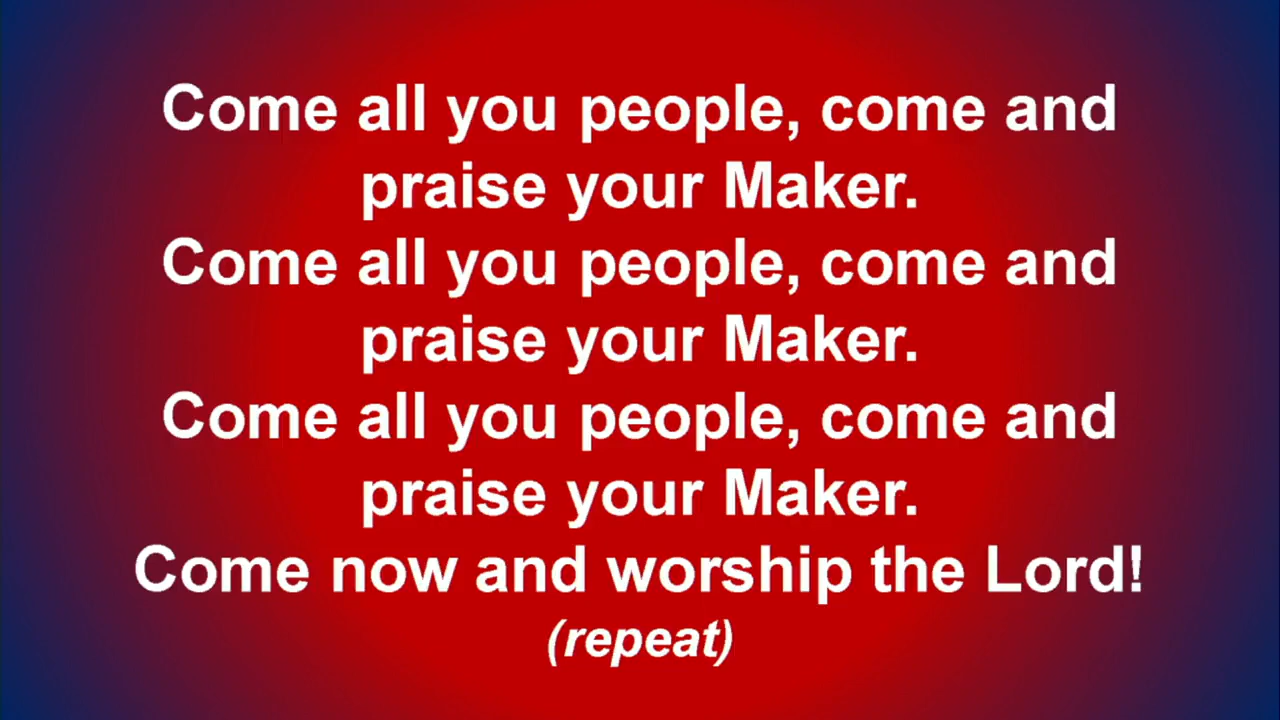 Come all you people, come and
praise your Maker.
Come all you people, come and
praise your Maker.
Come all you people, come and
praise your Maker.
Come now and worship the Lord!
(repeat)